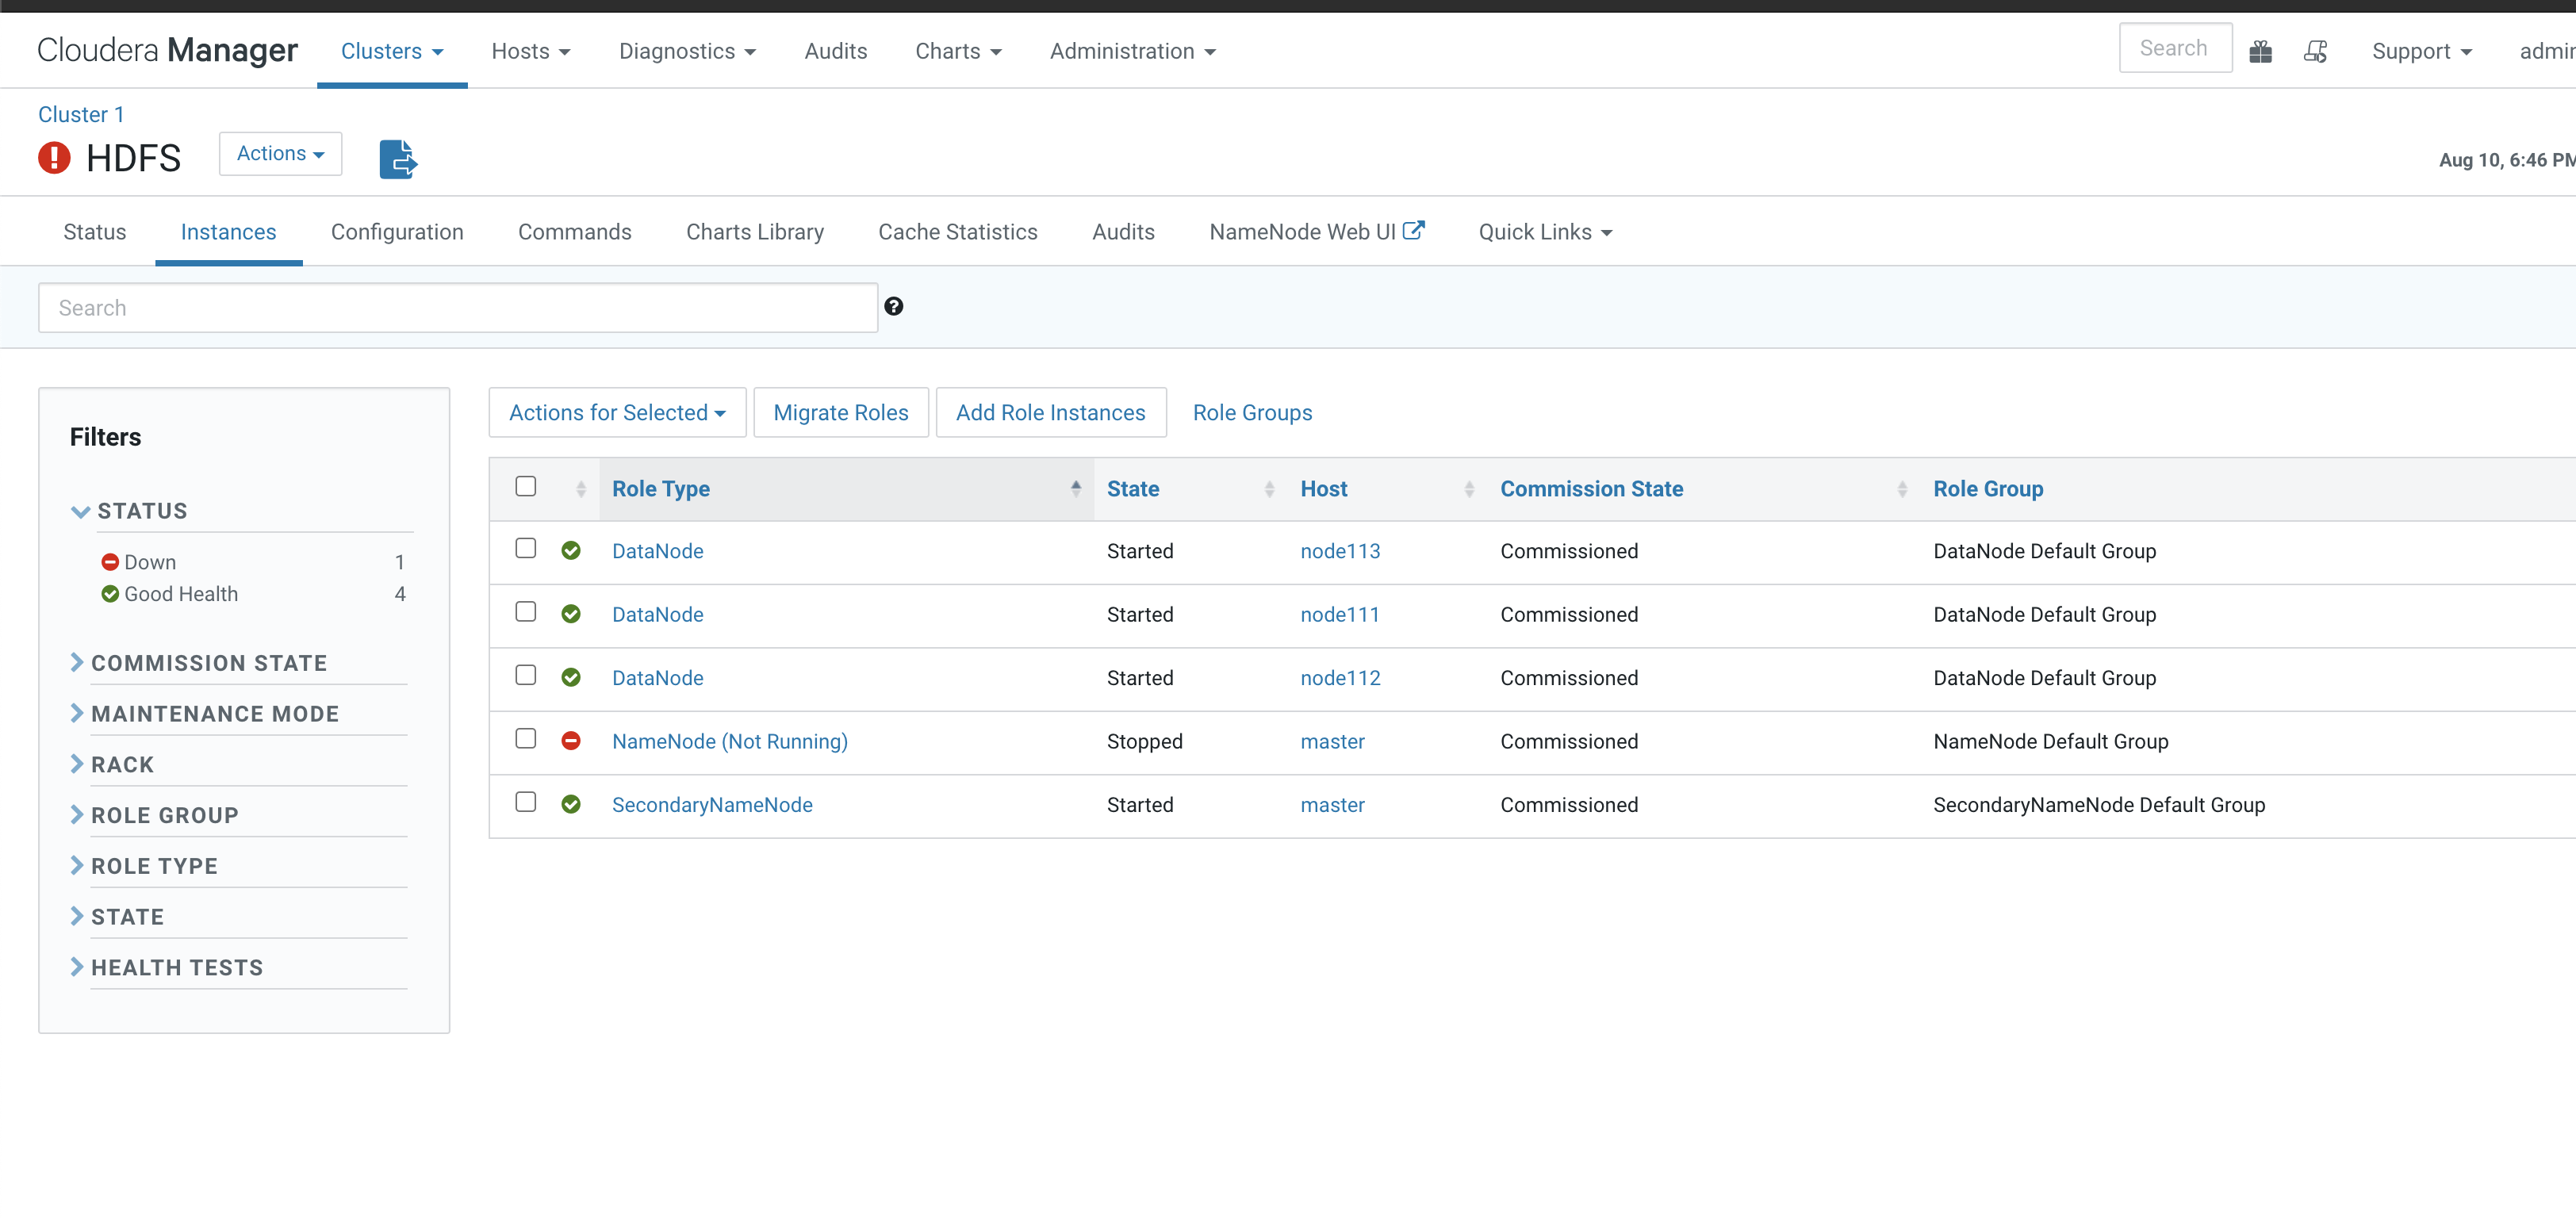 Cloudera Manager Clusters Hosts Diagnostics Audits Charts Administration Search Support
Cluster 1
HDFS Actions
Aug 10, 6:46
Status Instances Configuration Commands Charts Library Cache Statistics Audits NameNode Web UI Quick Links
Search
Filters
STATUS
Down 1
Good Health 4
COMMISSION STATE
MAINTENANCE MODE
RACK
ROLE GROUP
ROLE TYPE
STATE
HEALTH TESTS
Actions for Selected Migrate Roles Add Role Instances Role Groups
Role Type State Host Commission State Role Group
DataNode Started node113 Commissioned DataNode Default Group
DataNode Started node111 Commissioned DataNode Default Group
DataNode Started node112 Commissioned DataNode Default Group
NameNode (Not Running) Stopped master Commissioned NameNode Default Group
SecondaryNameNode Started master Commissioned SecondaryNameNode Default Group